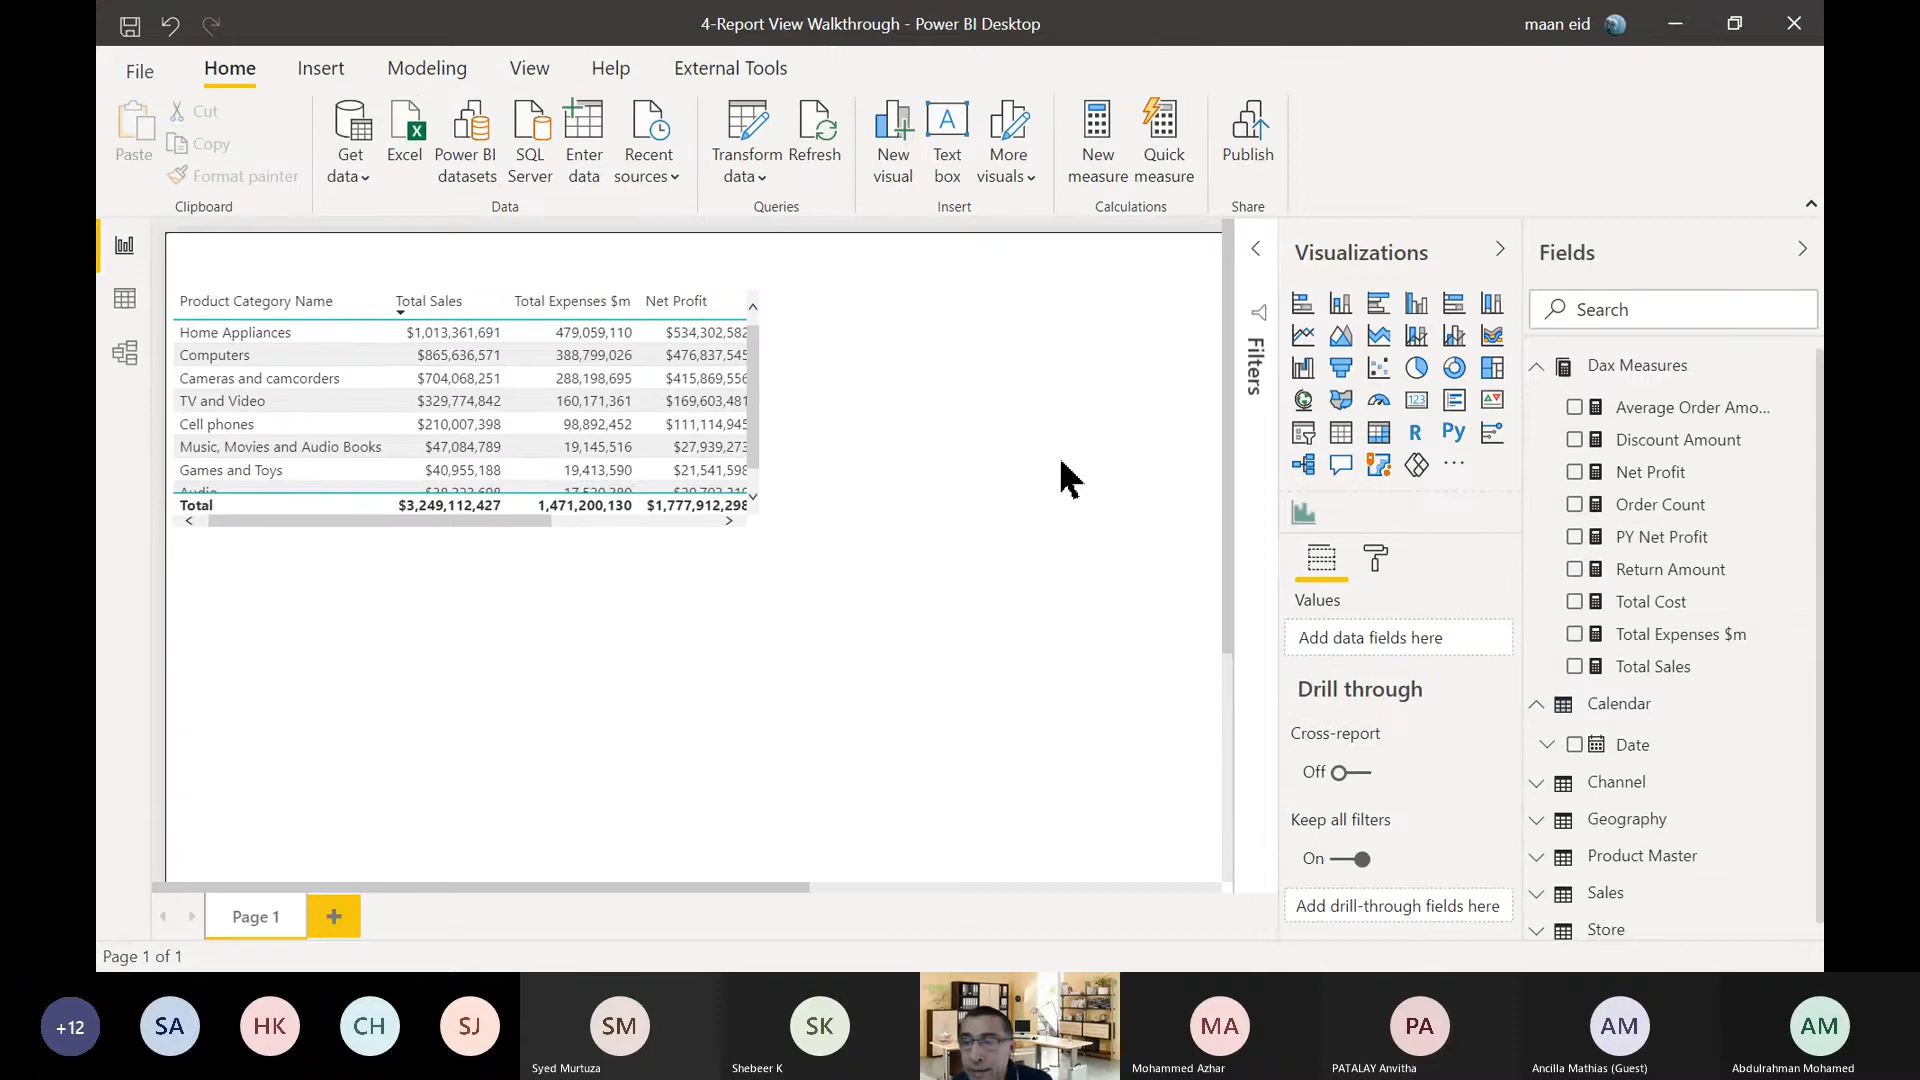 4-Report View Walkthrough - Power BI Desktop
maan eid
File Home Insert Modeling View Help External Tools
Paste
Cut
Copy
Format painter
Clipboard
Get data
Excel
Power BI datasets
SQL Server
Enter data
Recent sources
Data
Transform data
Refresh
Queries
New visual
Text box
More visuals
Insert
New measure
Quick measure
Calculations
Publish
Share
Product Category Name Total Sales Total Expenses $m Net Profit
Home Appliances $1,013,361,691 479,059,110 $534,302,582
Computers $865,636,571 388,799,026 $476,837,545
Cameras and camcorders $704,068,251 288,198,695 $415,869,556
TV and Video $329,774,842 160,171,361 $169,603,481
Cell phones $210,007,398 98,892,452 $111,114,945
Music, Movies and Audio Books $47,084,789 19,145,516 $27,939,273
Games and Toys $40,955,188 19,413,590 $21,541,598
Audio
Total $3,249,112,427 1,471,200,130 $1,777,912,298
Filters
Visualizations
123
R Py
Values
Add data fields here
Drill through
Cross-report
Off
Keep all filters
On
Add drill-through fields here
Fields
Search
Dax Measures
Average Order Amo...
Discount Amount
Net Profit
Order Count
PY Net Profit
Return Amount
Total Cost
Total Expenses $m
Total Sales
Calendar
Date
Channel
Geography
Product Master
Sales
Store
Page 1
Page 1 of 1
+12 SA HK CH SJ SM SK MA PA AM AM
Syed Murtuza Shebeer K Mohammed Azhar PATALAY Anvitha Ancilla Mathias (Guest) Abdulrahman Mohamed